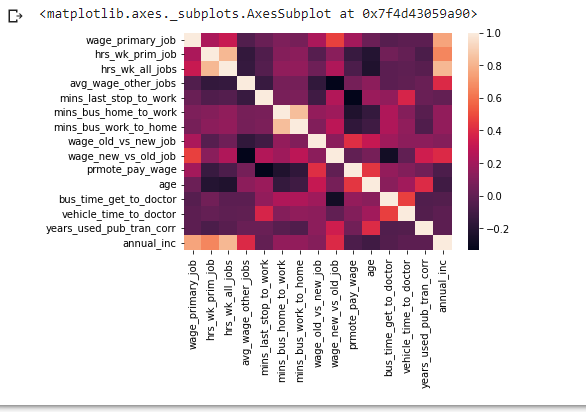 <matplotlib.axes._subplots.AxesSubplot at 0x7f4d43059a90>
wage_primary_job
hrs_wk_prim_job
hrs_wk_all_jobs
avg_wage_other_jobs
mins_last_stop_to_work
mins_bus_home_to_work
mins_bus_work_to_home
wage_old_vs_new_job
wage_new_vs_old_job
prmote_pay_wage
age
bus_time_get_to_doctor
vehicle_time_to_doctor
years_used_pub_tran_corr
annual_inc
1.0
0.8
0.6
0.4
0.2
0.0
−0.2
wage_primary_job
hrs_wk_prim_job
hrs_wk_all_jobs
avg_wage_other_jobs
mins_last_stop_to_work
mins_bus_home_to_work
mins_bus_work_to_home
wage_old_vs_new_job
wage_new_vs_old_job
prmote_pay_wage
age
bus_time_get_to_doctor
vehicle_time_to_doctor
years_used_pub_tran_corr
annual_inc